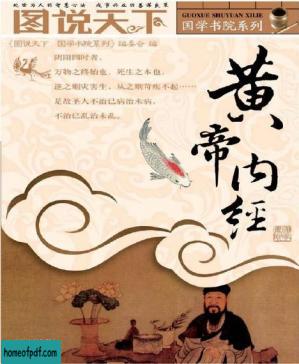 图说天下
GUOXUE SHUYUAN XILIE
国学书院系列
《图说天下 国学书院系列》编委会 编
阴阳四时者，
万物之终始也，死生之本也，
逆之则灾害生，从之则苛疾不起……
是故圣人不治已病治未病，
不治已乱治未乱。
黄帝内經
homeofpdf.com